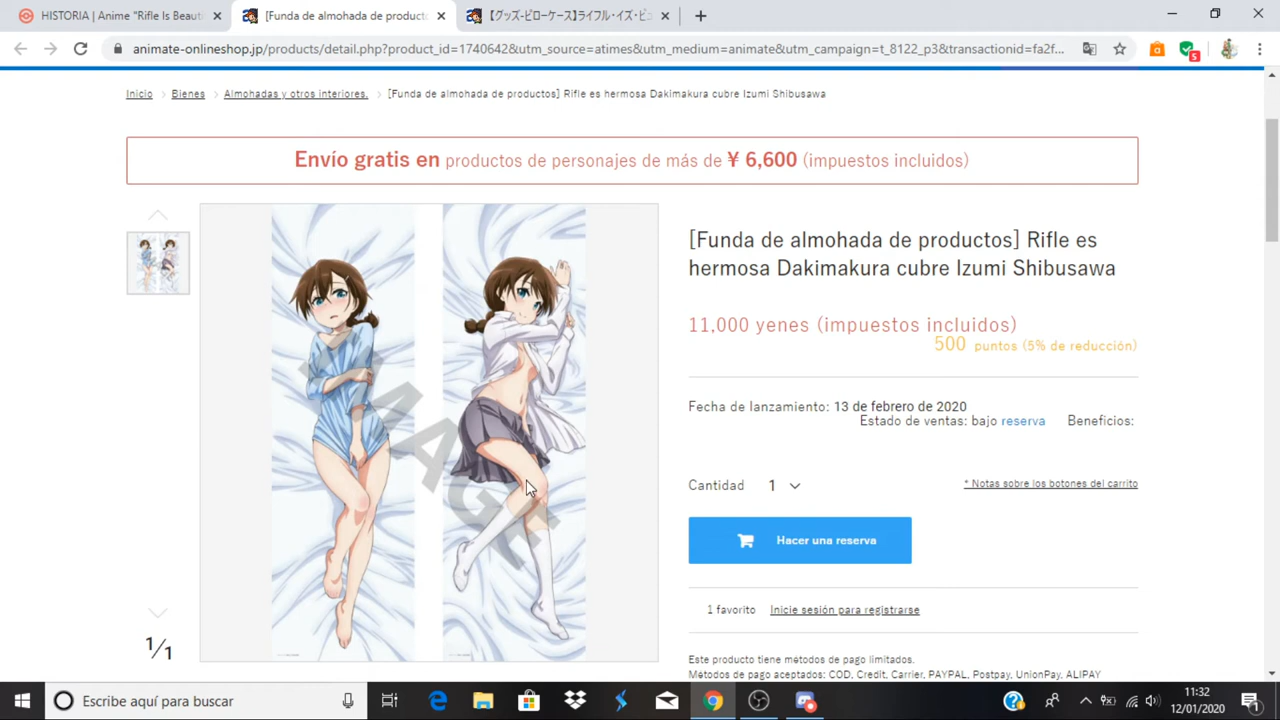 HISTORIA | Anime "Rifle Is Beaut
[Funda de almohada de product
【グッズ-ピローケース】ライフル・イズ・ビュ
animate-onlineshop.jp/products/detail.php?product_id=1740642&utm_source=atimes&utm_medium=animate&utm_campaign=t_8122_p3&transactionid=fa2f...
5
Inicio > Bienes > Almohadas y otros interiores. > [Funda de almohada de productos] Rifle es hermosa Dakimakura cubre Izumi Shibusawa
Envío gratis en productos de personajes de más de ¥ 6,600 (impuestos incluidos)
IMAGE
1/1
[Funda de almohada de productos] Rifle es
hermosa Dakimakura cubre Izumi Shibusawa
11,000 yenes (impuestos incluidos)
500 puntos (5% de reducción)
Fecha de lanzamiento: 13 de febrero de 2020
Estado de ventas: bajo reserva Beneficios:
Cantidad 1
* Notas sobre los botones del carrito
Hacer una reserva
1 favorito Inicie sesión para registrarse
Este producto tiene métodos de pago limitados.
Métodos de pago aceptados: COD, Credit, Carrier, PAYPAL, Postpay, UnionPay, ALIPAY
Escribe aquí para buscar
11:32
12/01/2020
1